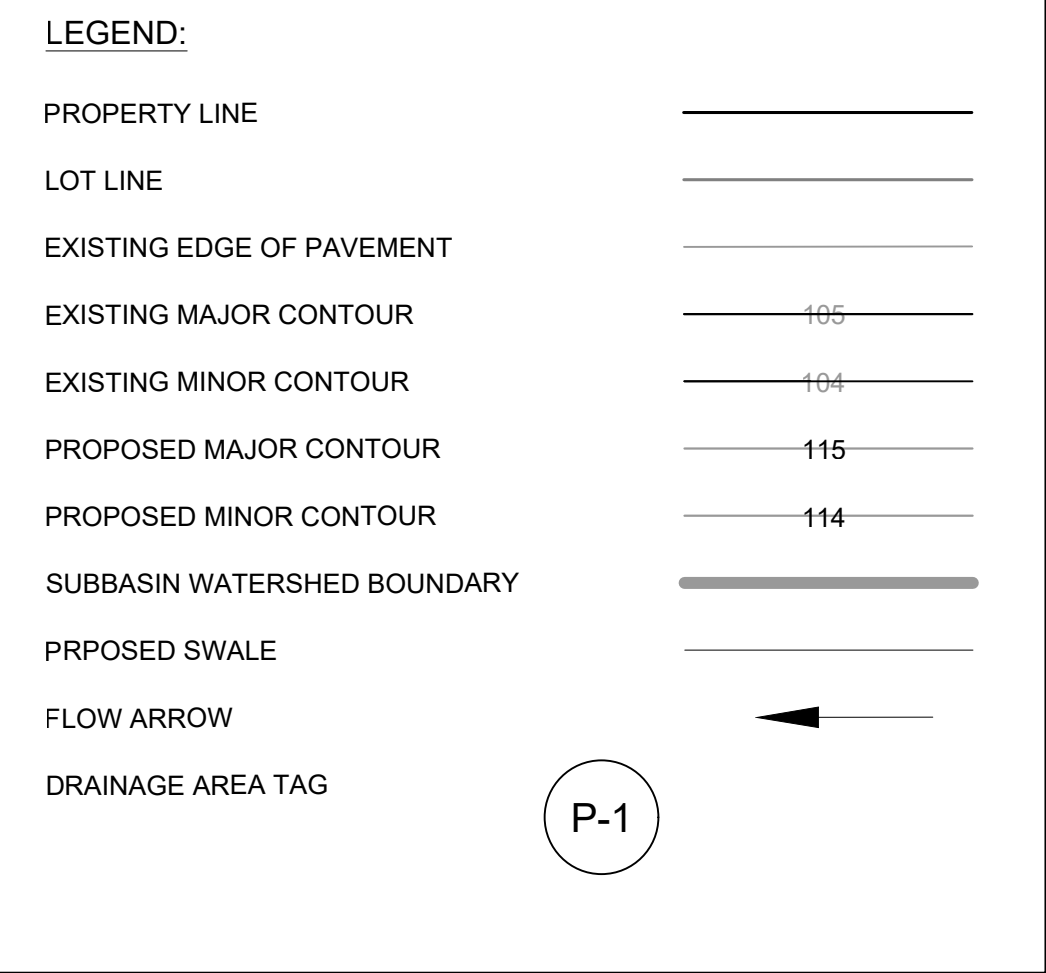 LEGEND:
PROPERTY LINE
LOT LINE
EXISTING EDGE OF PAVEMENT
EXISTING MAJOR CONTOUR 105
EXISTING MINOR CONTOUR 104
PROPOSED MAJOR CONTOUR 115
PROPOSED MINOR CONTOUR 114
SUBBASIN WATERSHED BOUNDARY
PRPOSED SWALE
FLOW ARROW
DRAINAGE AREA TAG
P-1